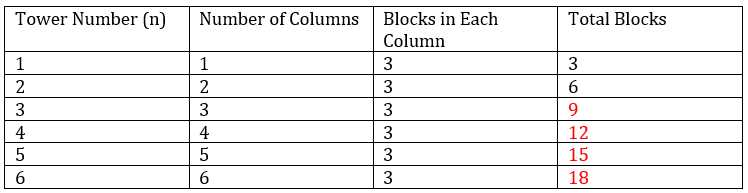 Tower Number (n) Number of Columns Blocks in Each Column Total Blocks
1 1 3 3
2 2 3 6
3 3 3 9
4 4 3 12
5 5 3 15
6 6 3 18